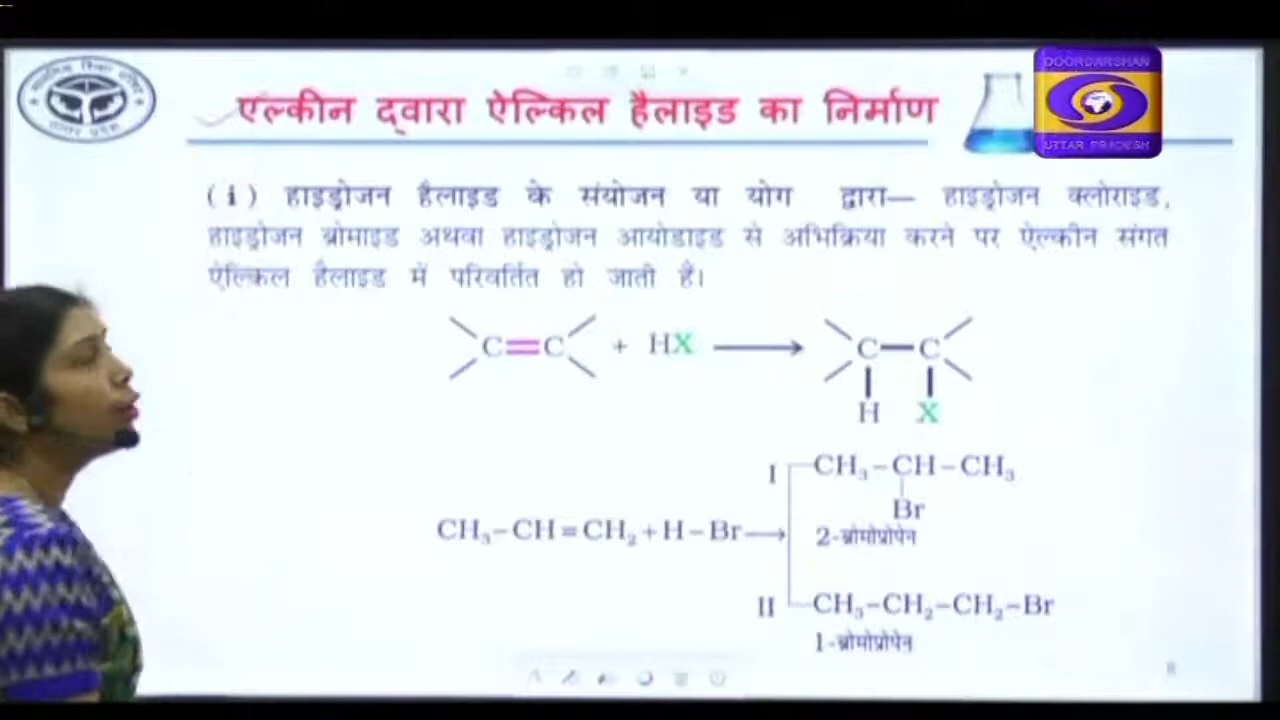 DOORDARSHAN
UTTAR PRADESH
एल्कीन द्वारा ऐल्किल हैलाइड का निर्माण
(i) हाइड्रोजन हैलाइड के संयोजन या योग द्वारा— हाइड्रोजन क्लोराइड,
हाइड्रोजन ब्रोमाइड अथवा हाइड्रोजन आयोडाइड से अभिक्रिया करने पर ऐल्कीन संगत
ऐल्किल हैलाइड में परिवर्तित हो जाती है।
C=C + HX → C−C
H X
I CH₃−CH−CH₃
Br
2-ब्रोमोप्रोपेन
CH₃−CH=CH₂+H−Br→
II CH₃−CH₂−CH₂−Br
1-ब्रोमोप्रोपेन
8